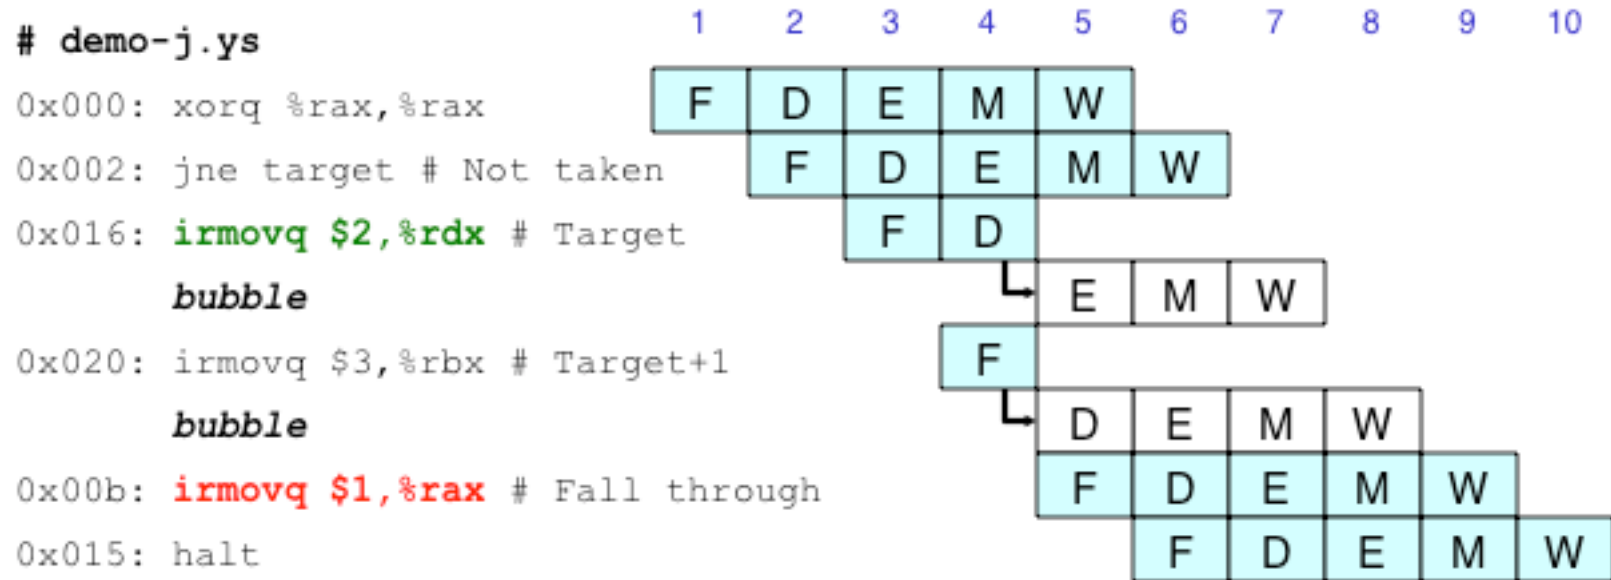 1 2 3 4 5 6 7 8 9 10
# demo-j.ys
0x000: xorq %rax,%rax F D E M W
0x002: jne target # Not taken F D E M W
0x016: irmovq $2,%rdx # Target F D
bubble E M W
0x020: irmovq $3,%rbx # Target+1 F
bubble D E M W
0x00b: irmovq $1,%rax # Fall through F D E M W
0x015: halt F D E M W